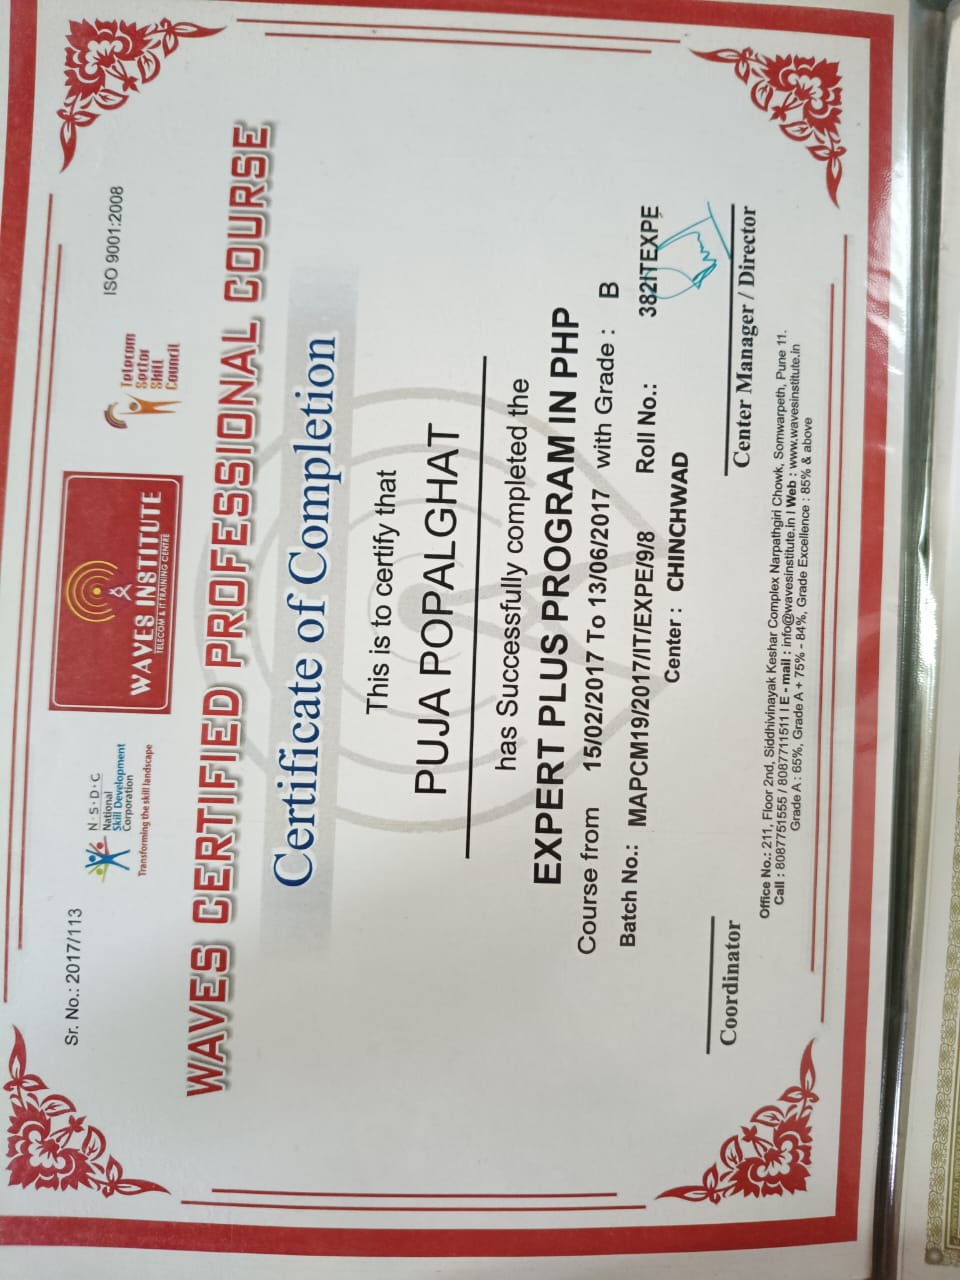 Sr. No.: 2017/113
N·S·D·C
National
Skill Development
Corporation
Transforming the skill landscape
WAVES INSTITUTE
TELECOM & IT TRAINING CENTRE
Telecom
Sector
Skill
Council
ISO 9001:2008
WAVES CERTIFIED PROFESSIONAL COURSE
Certificate of Completion
This is to certify that
PUJA POPALGHAT
has Successfully completed the
EXPERT PLUS PROGRAM IN PHP
Course from 15/02/2017 To 13/06/2017 with Grade : B
Batch No.: MAPCM19/2017/IT/EXPE/9/8 Roll No.: 382ITEXPE
Center : CHINCHWAD
Coordinator
Center Manager / Director
Office No.: 211, Floor 2nd, Siddhivinayak Keshar Complex Narpathgiri Chowk, Somwarpeth, Pune 11.
Call : 8087751555 / 8087711511 I E - mail : info@wavesinstitute.in I Web : www.wavesinstitute.in
Grade A : 65%, Grade A + 75% - 84%, Grade Excellence : 85% & above